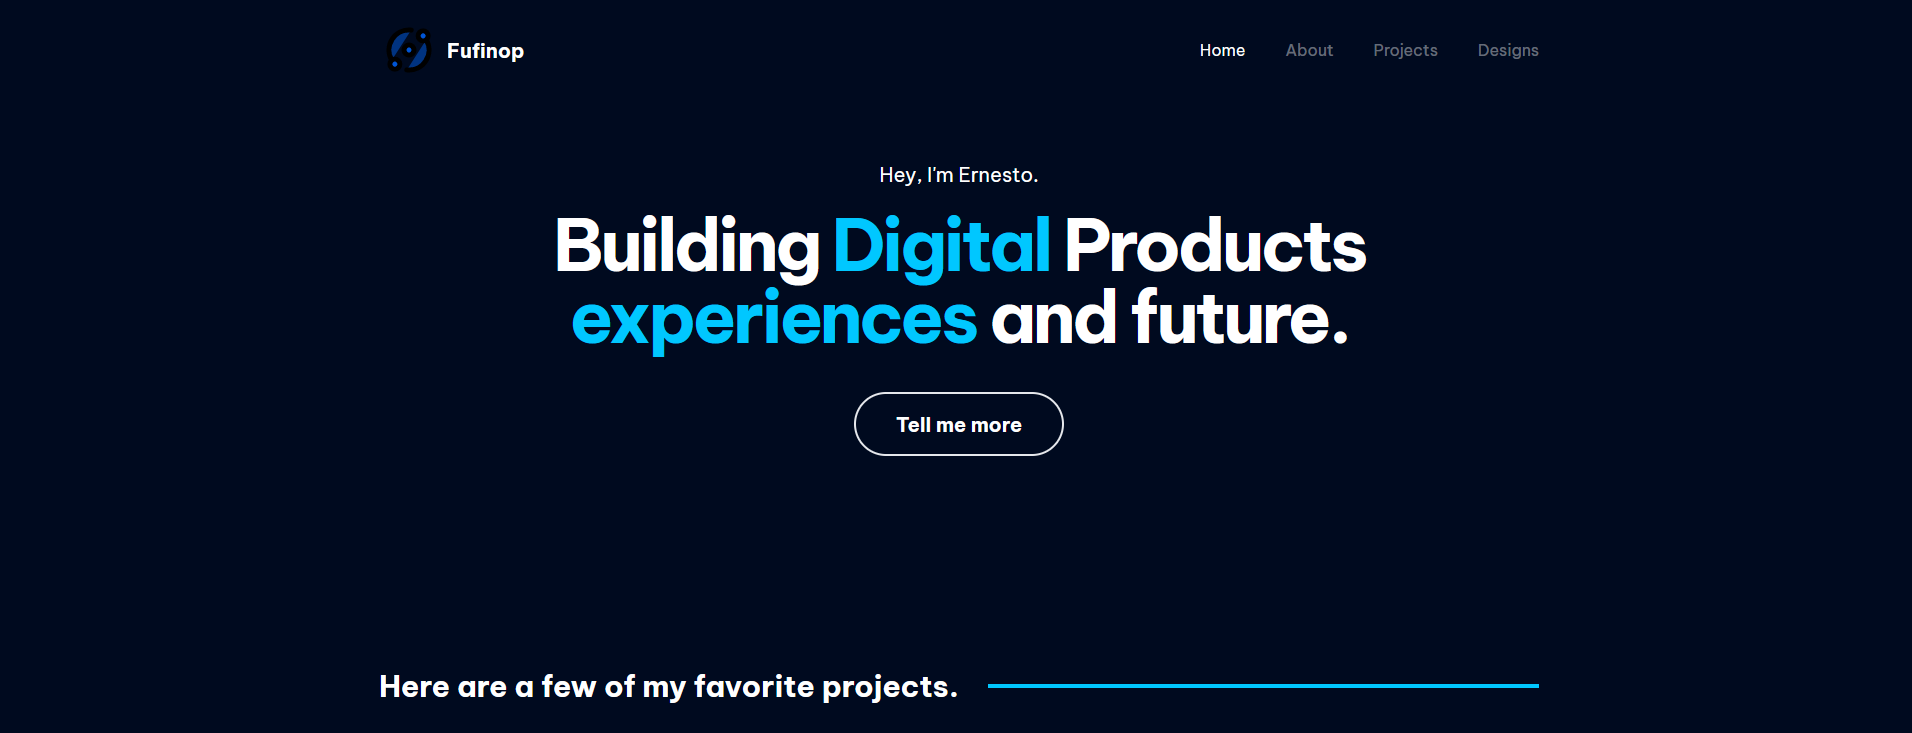 Fufinop
Home About Projects Designs
Hey, I'm Ernesto.
Building Digital Products
experiences and future.
Tell me more
Here are a few of my favorite projects.